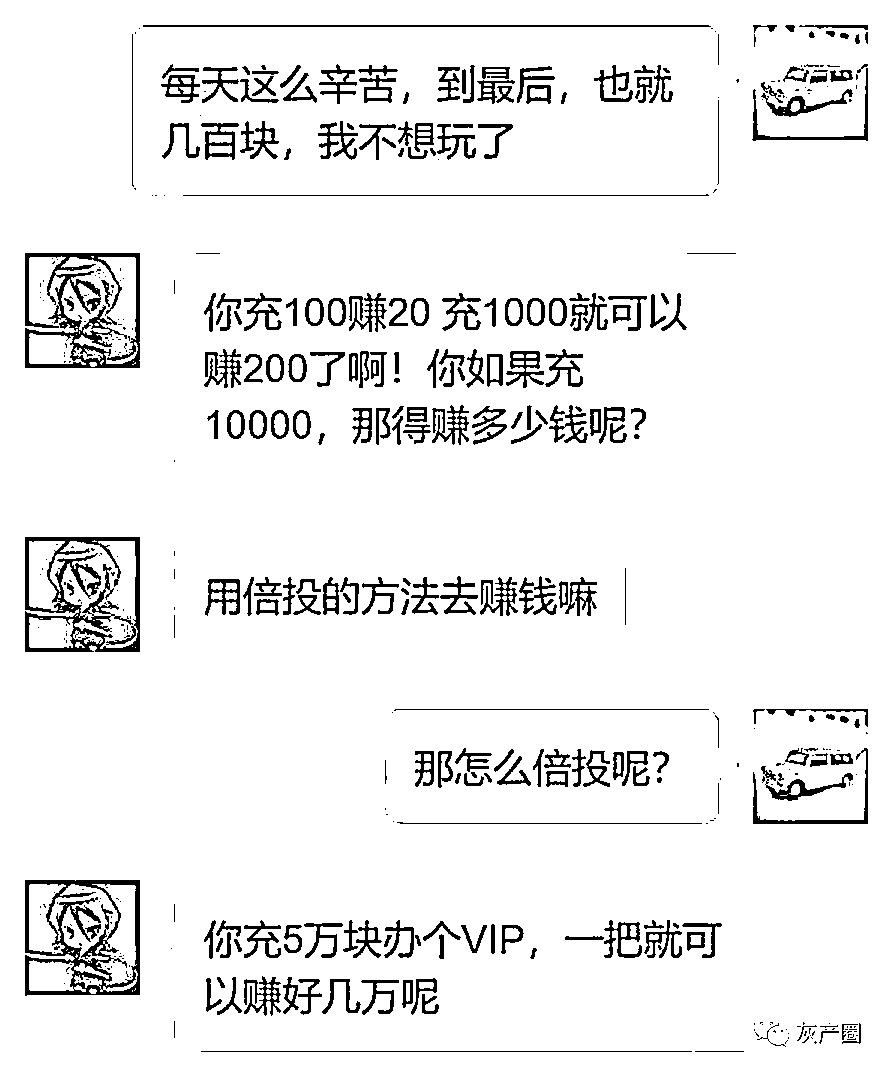 每天这么辛苦，到最后，也就
几百块，我不想玩了
你充100赚20 充1000就可以
赚200了啊！你如果充
10000，那得赚多少钱呢？
用倍投的方法去赚钱嘛
那怎么倍投呢？
你充5万块办个VIP，一把就可
以赚好几万呢
灰产圈